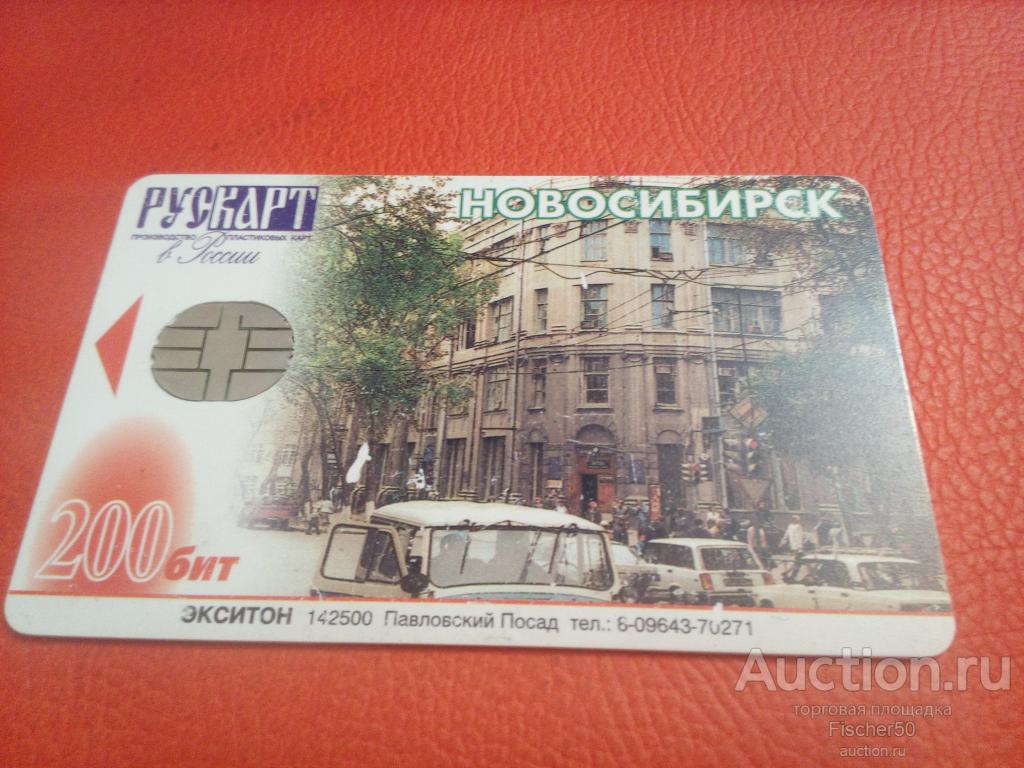 РУСКАРТ
ПРОИЗВОДСТВО ПЛАСТИКОВЫХ КАРТ
в России
НОВОСИБИРСК
200бит
ЭКСИТОН 142500 Павловский Посад тел.: 8-09643-70271
Auction.ru
торговая площадка
Fischer50
auction.ru